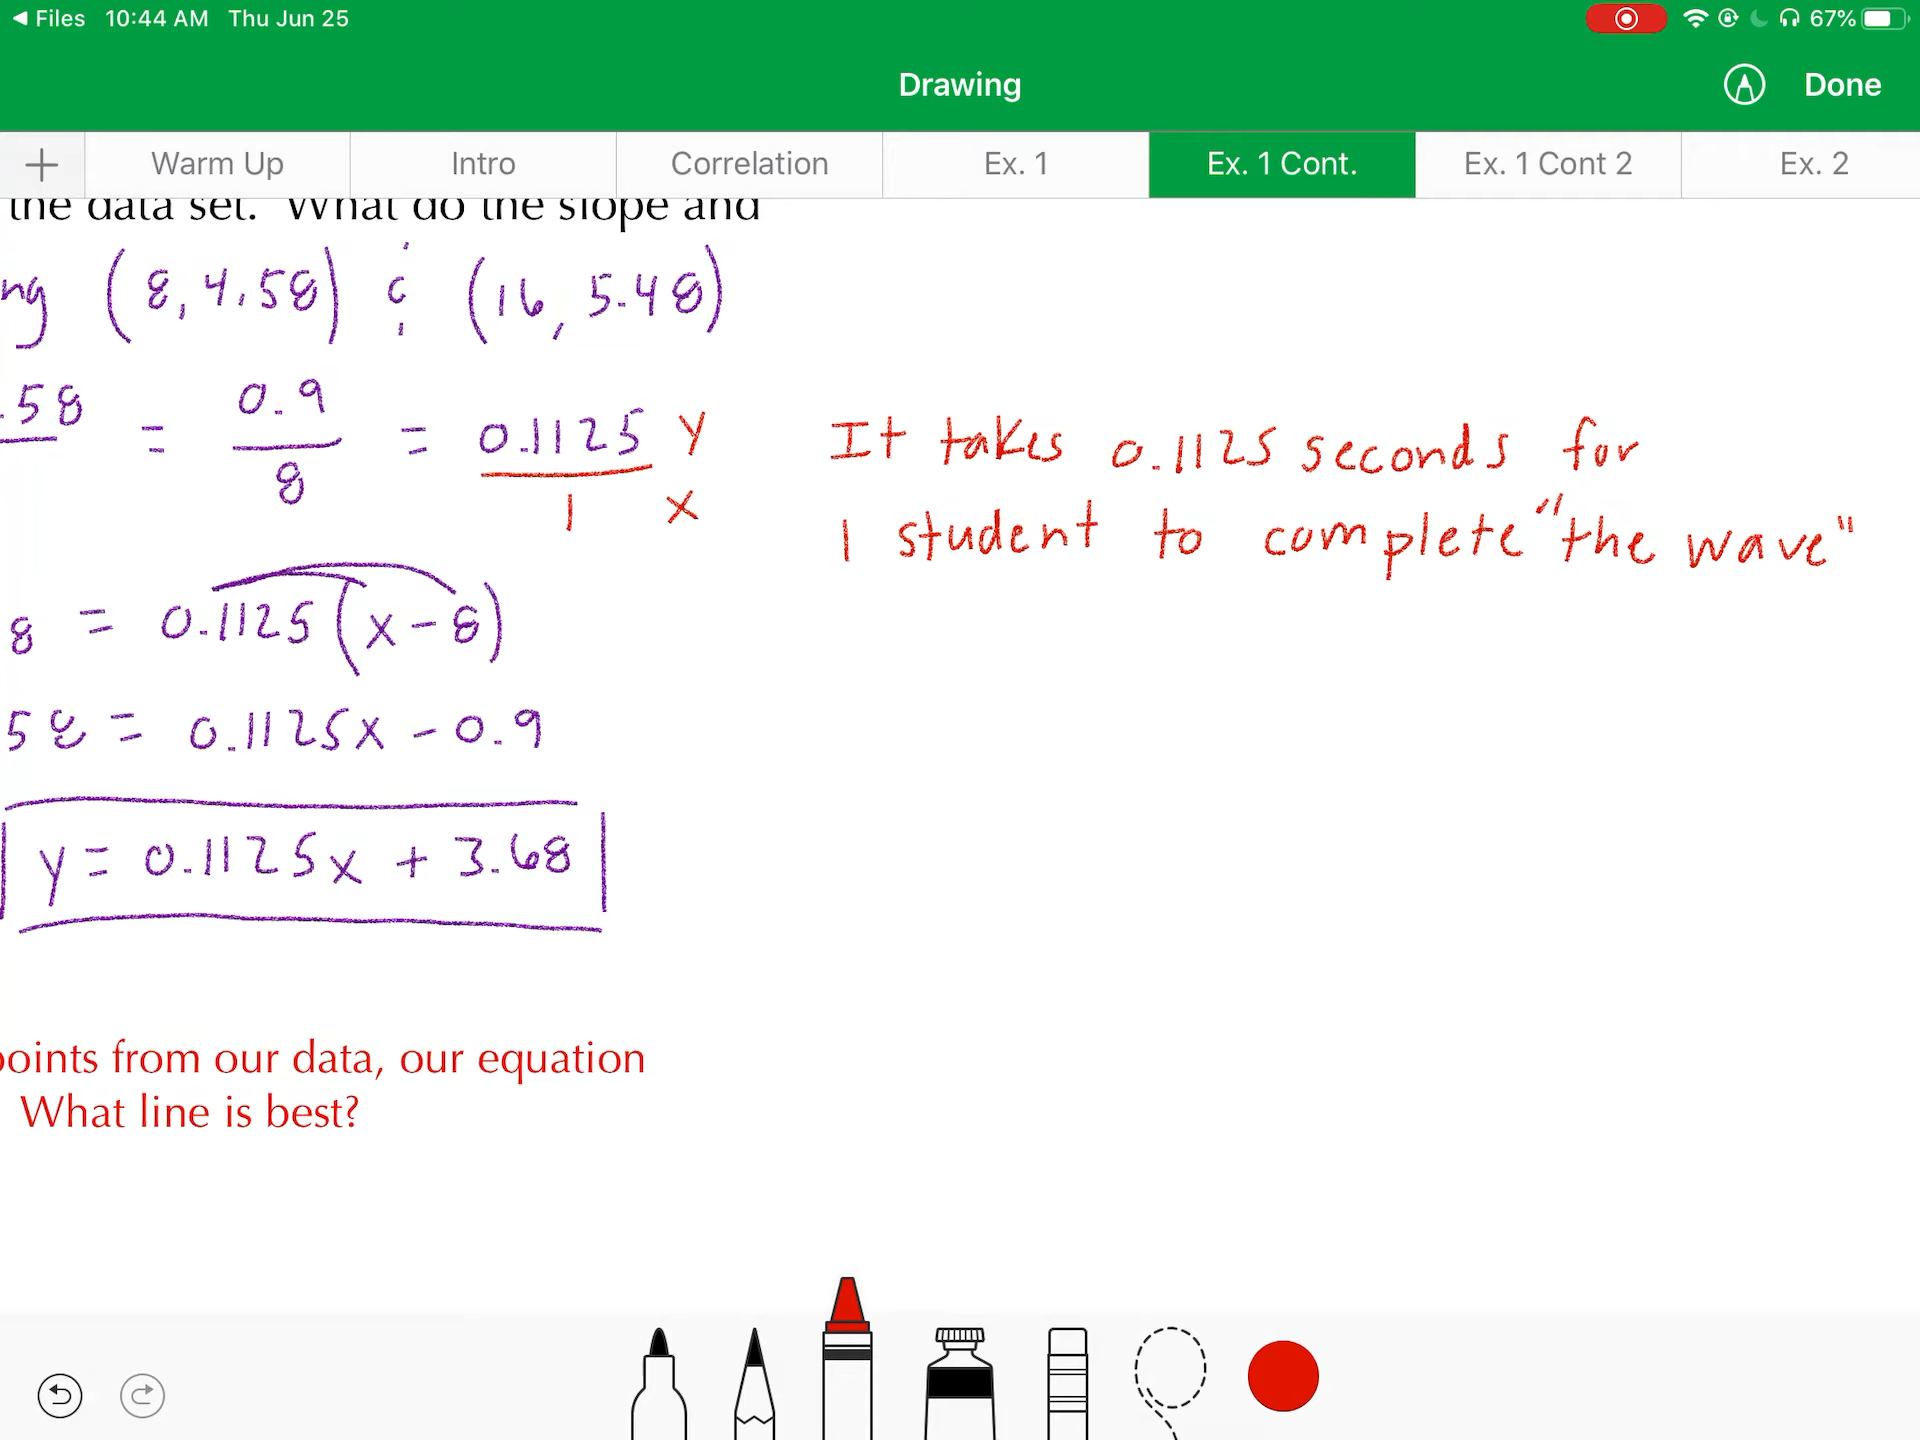 Files 10:44 AM Thu Jun 25 67%
Drawing
Done
Warm Up Intro Correlation Ex. 1 Ex. 1 Cont. Ex. 1 Cont 2 Ex. 2
the data set. What do the slope and
ng (8, 4.58) & (16, 5.48)
.58 = 0.9 / 8 = 0.1125 / 1 y / x
It takes 0.1125 seconds for
1 student to complete "the wave"
8 = 0.1125(x - 8)
58 = 0.1125x - 0.9
y = 0.1125x + 3.68
points from our data, our equation
What line is best?